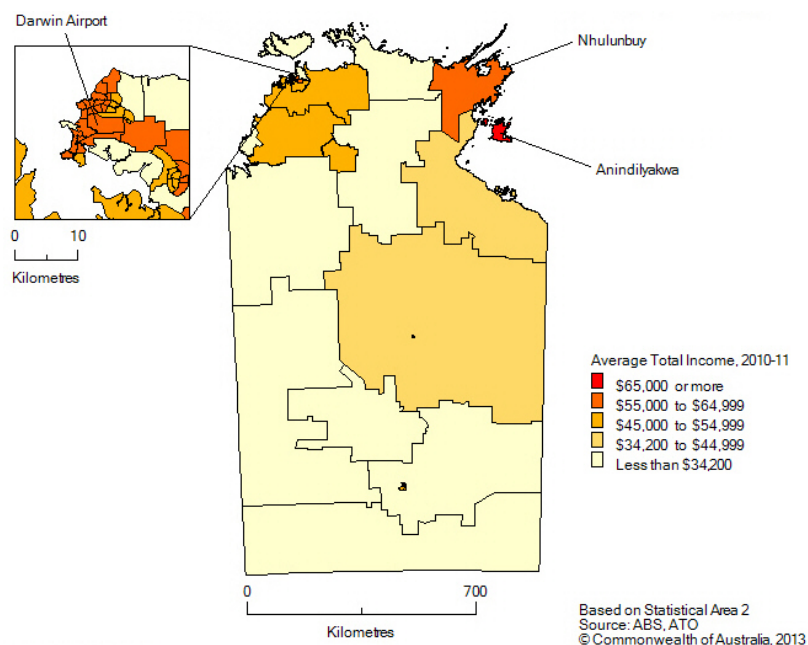 Darwin Airport
Nhulunbuy
Anindilyakwa
0 10
Kilometres
Average Total Income, 2010-11
$65,000 or more
$55,000 to $64,999
$45,000 to $54,999
$34,200 to $44,999
Less than $34,200
0 700
Kilometres
Based on Statistical Area 2
Source: ABS, ATO
© Commonwealth of Australia, 2013